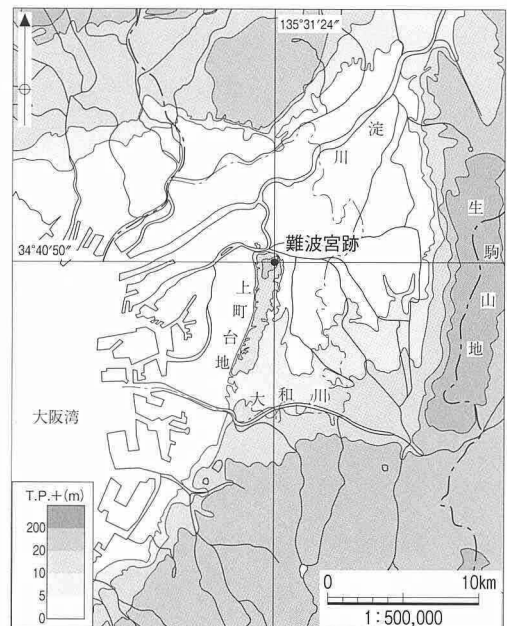 135°31′24″
淀
川
34°40′50″
難波宮跡
生駒山地
上町台地
大和川
大阪湾
T.P.+(m)
200
20
10
5
0
0 10km
1:500,000